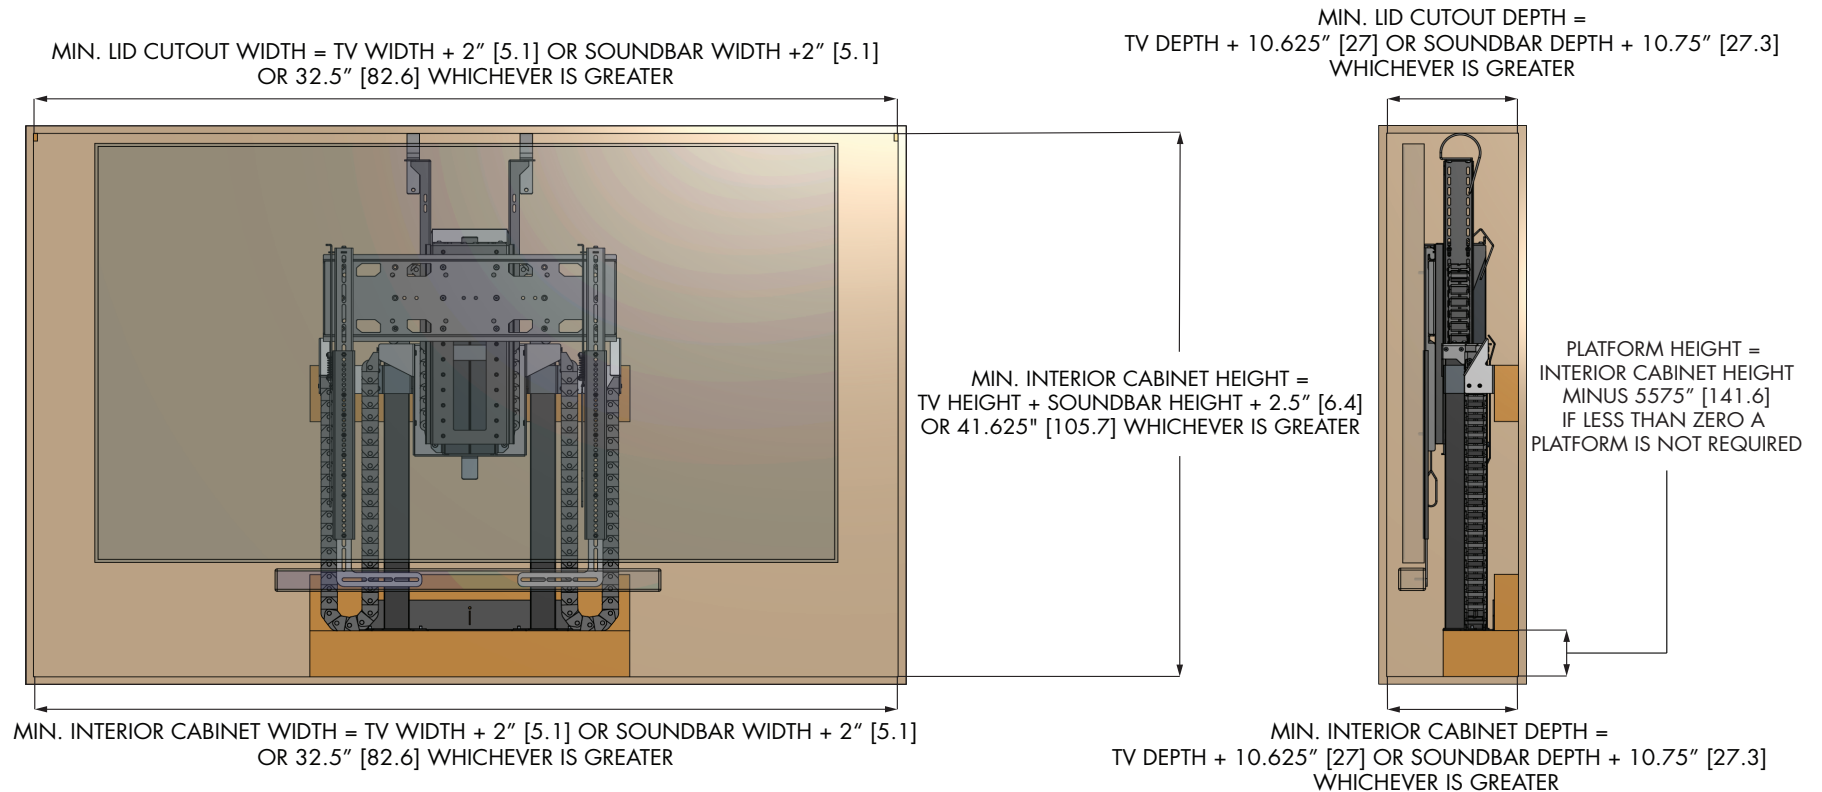 MIN. LID CUTOUT WIDTH = TV WIDTH + 2” [5.1] OR SOUNDBAR WIDTH +2” [5.1]
OR 32.5” [82.6] WHICHEVER IS GREATER
MIN. LID CUTOUT DEPTH =
TV DEPTH + 10.625” [27] OR SOUNDBAR DEPTH + 10.75” [27.3]
WHICHEVER IS GREATER
MIN. INTERIOR CABINET HEIGHT =
TV HEIGHT + SOUNDBAR HEIGHT + 2.5” [6.4]
OR 41.625" [105.7] WHICHEVER IS GREATER
PLATFORM HEIGHT =
INTERIOR CABINET HEIGHT
MINUS 5575” [141.6]
IF LESS THAN ZERO A
PLATFORM IS NOT REQUIRED
MIN. INTERIOR CABINET WIDTH = TV WIDTH + 2” [5.1] OR SOUNDBAR WIDTH + 2” [5.1]
OR 32.5” [82.6] WHICHEVER IS GREATER
MIN. INTERIOR CABINET DEPTH =
TV DEPTH + 10.625” [27] OR SOUNDBAR DEPTH + 10.75” [27.3]
WHICHEVER IS GREATER